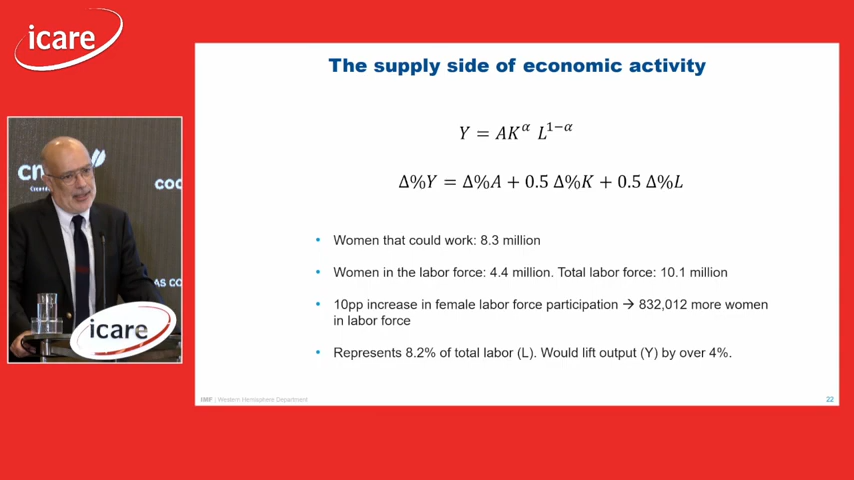 icare
The supply side of economic activity
Y = AK^α L^{1−α}
Δ%Y = Δ%A + 0.5 Δ%K + 0.5 Δ%L
• Women that could work: 8.3 million
• Women in the labor force: 4.4 million. Total labor force: 10.1 million
• 10pp increase in female labor force participation → 832,012 more women
in labor force
• Represents 8.2% of total labor (L). Would lift output (Y) by over 4%.
IMF | Western Hemisphere Department
22
icare